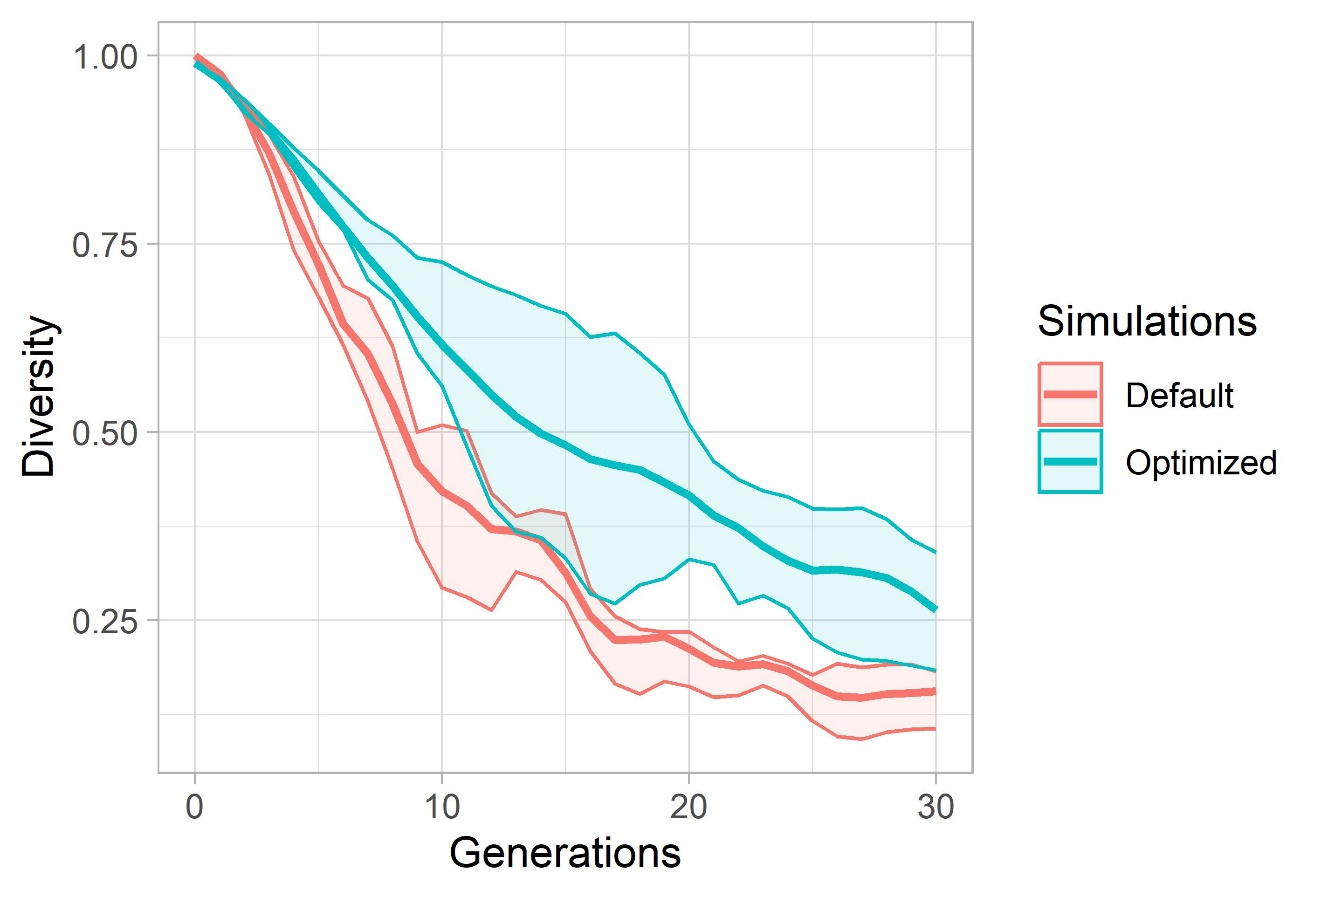 1.00
0.75
0.50
0.25
Diversity
0 10 20 30
Generations
Simulations
Default
Optimized